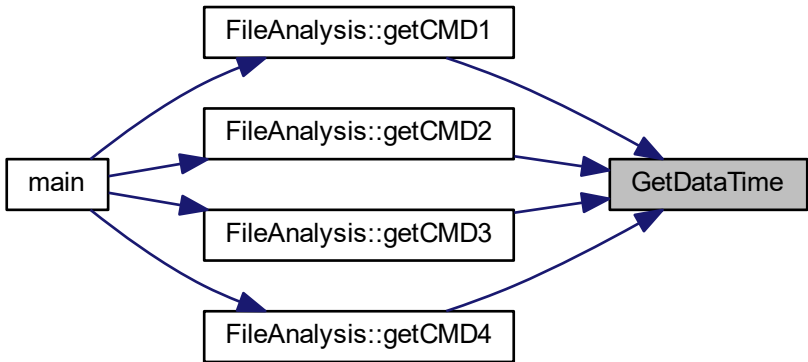 FileAnalysis::getCMD1
FileAnalysis::getCMD2
main
GetDataTime
FileAnalysis::getCMD3
FileAnalysis::getCMD4